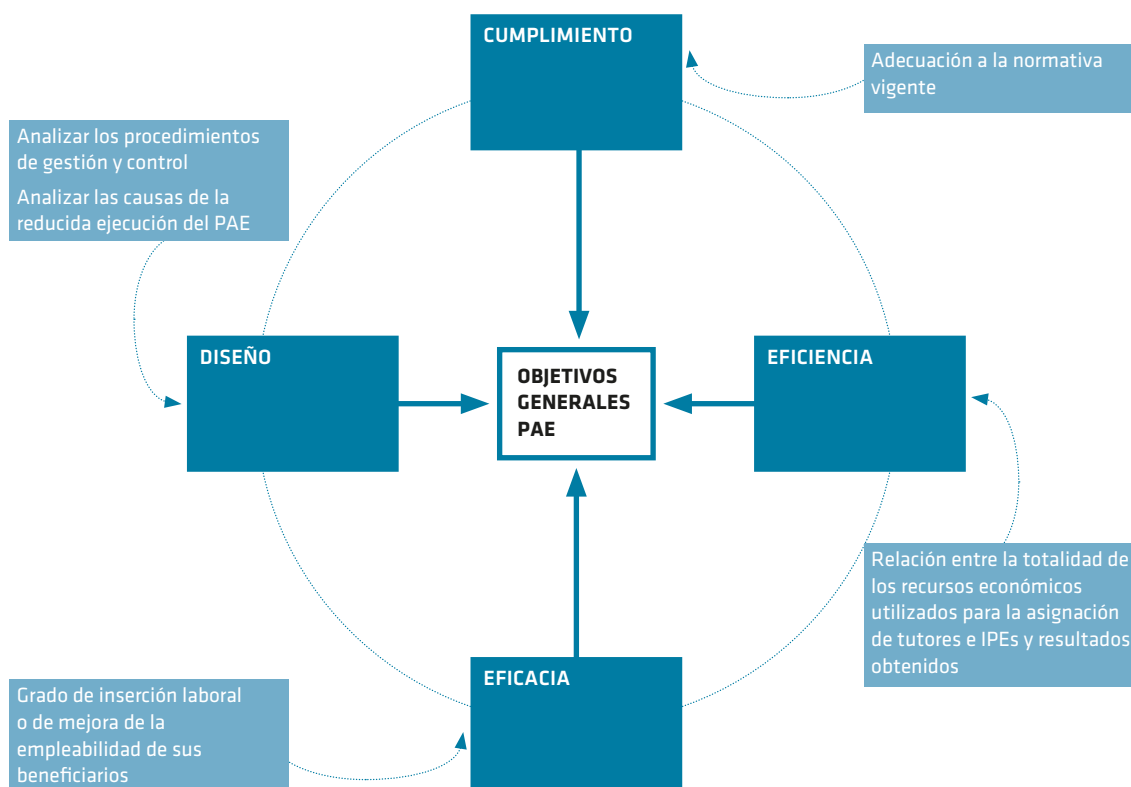 CUMPLIMIENTO
Adecuación a la normativa
vigente
Analizar los procedimientos
de gestión y control
Analizar las causas de la
reducida ejecución del PAE
DISEÑO
OBJETIVOS
GENERALES
PAE
EFICIENCIA
Relación entre la totalidad de
los recursos económicos
utilizados para la asignación
de tutores e IPEs y resultados
obtenidos
EFICACIA
Grado de inserción laboral
o de mejora de la
empleabilidad de sus
beneficiarios